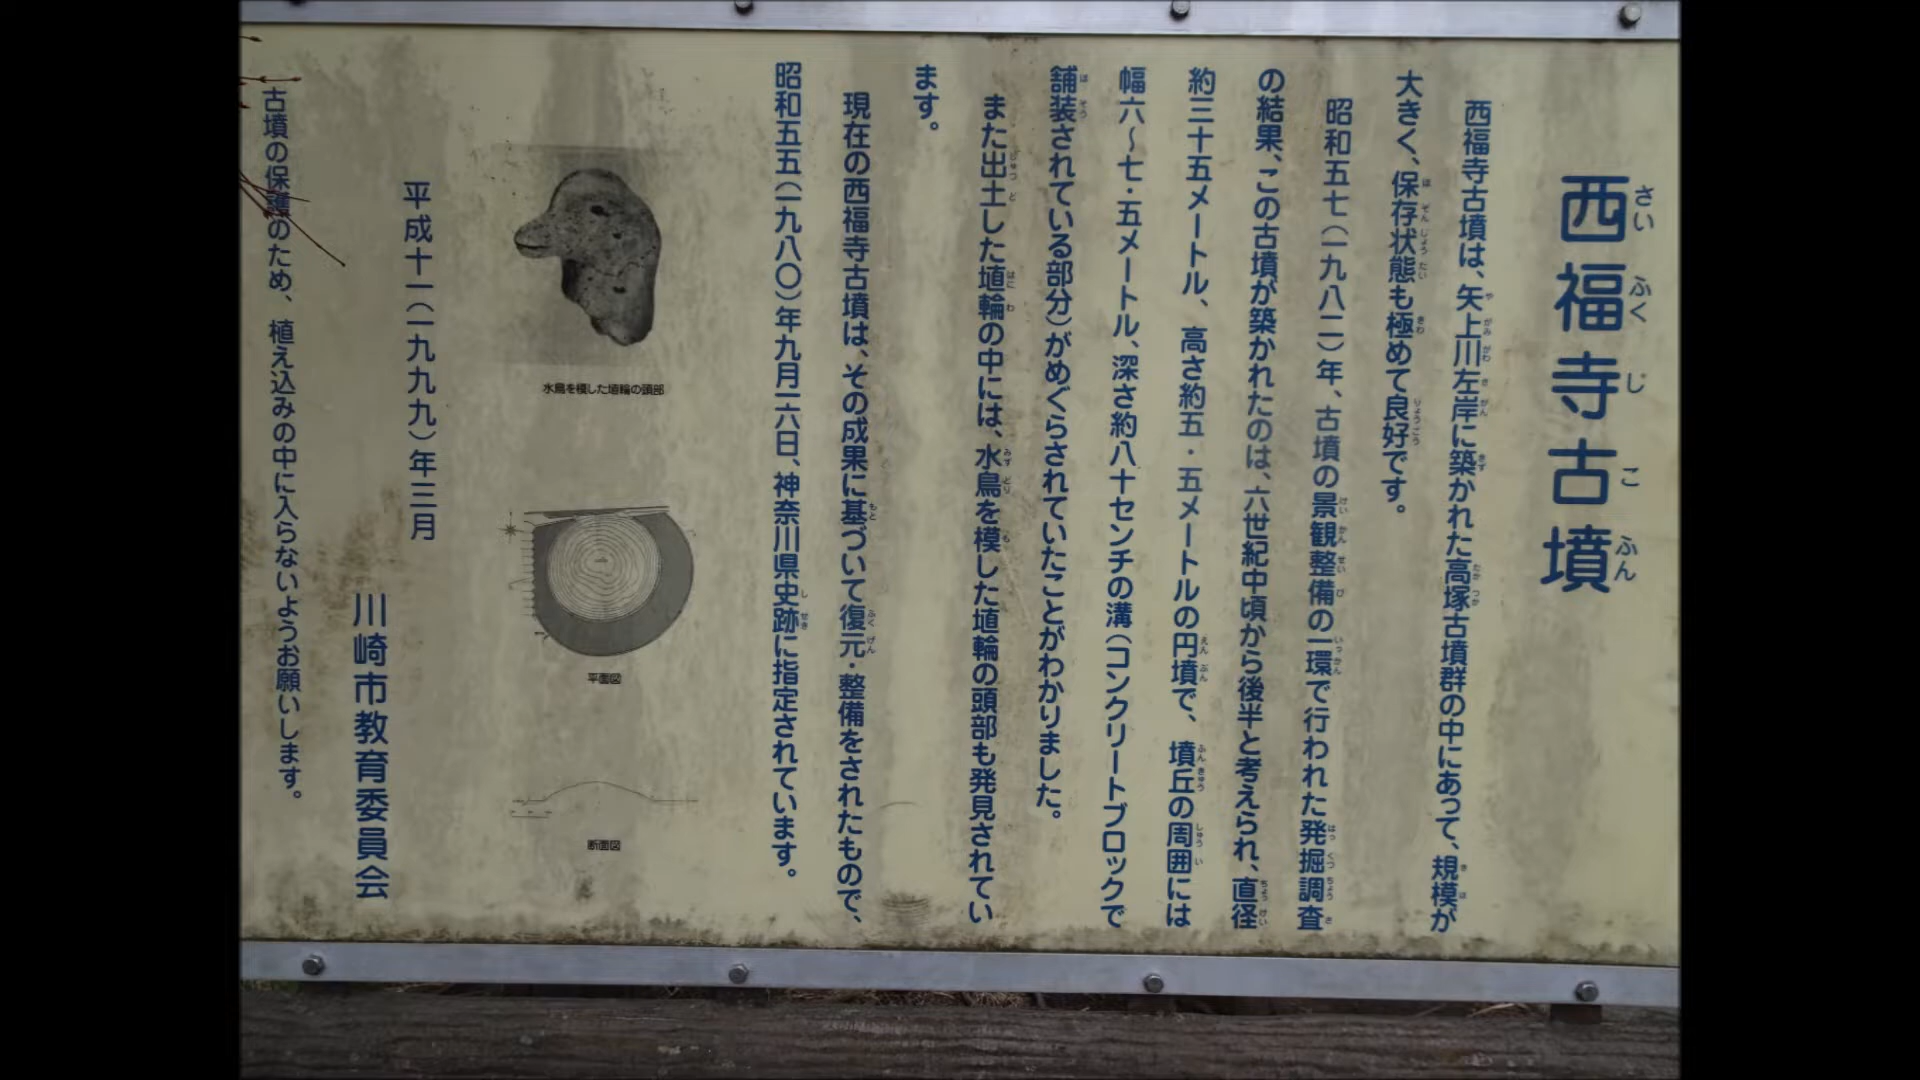 西福寺古墳
さいふくじこふん
西福寺古墳は、矢上川左岸に築かれた高塚古墳群の中にあって、規模が
大きく、保存状態も極めて良好です。
昭和五七(一九八二)年、古墳の景観整備の一環で行われた発掘調査
の結果、この古墳が築かれたのは、六世紀中頃から後半と考えられ、直径
約三十五メートル、高さ約五・五メートルの円墳で、墳丘の周囲には
幅六〜七・五メートル、深さ約八十センチの溝(コンクリートブロックで
舗装されている部分)がめぐらされていたことがわかりました。
また出土した埴輪の中には、水鳥を模した埴輪の頭部も発見されてい
ます。
現在の西福寺古墳は、その成果に基づいて復元・整備をされたもので、
昭和五五(一九八〇)年九月一六日、神奈川県史跡に指定されています。
水鳥を模した埴輪の頭部
平面図
断面図
平成十一(一九九九)年三月
川崎市教育委員会
古墳の保護のため、植え込みの中に入らないようお願いします。